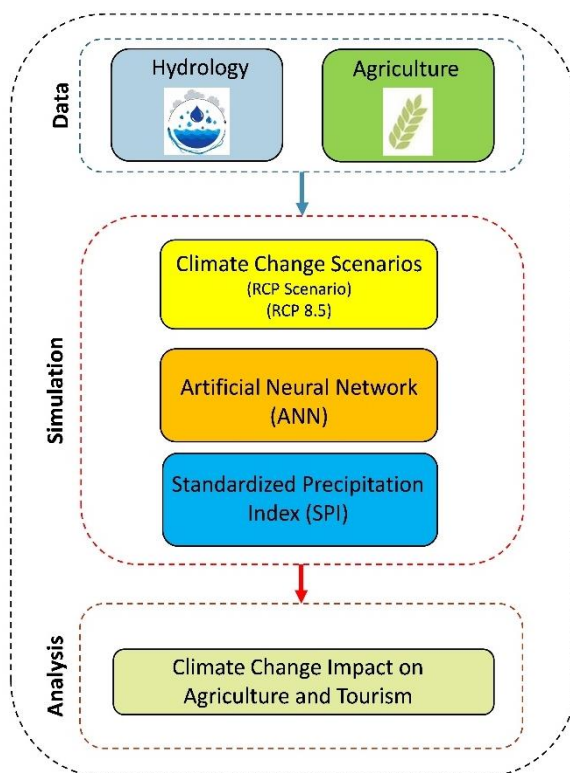 Data
Hydrology
Agriculture
Simulation
Climate Change Scenarios
(RCP Scenario)
(RCP 8.5)
Artificial Neural Network
(ANN)
Standardized Precipitation
Index (SPI)
Analysis
Climate Change Impact on
Agriculture and Tourism